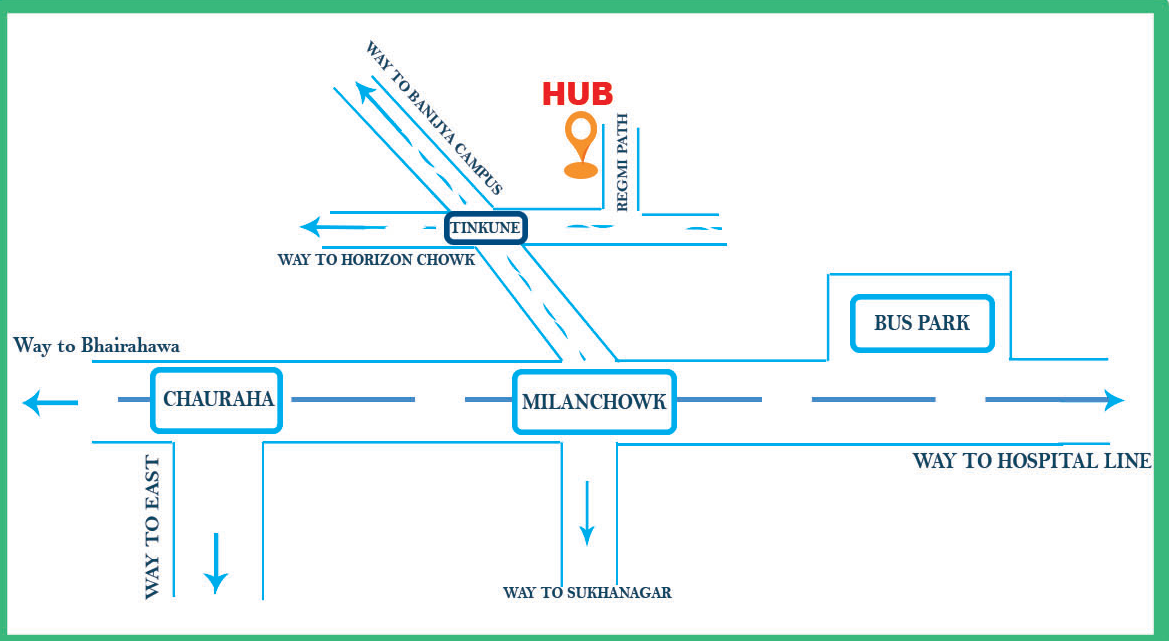 WAY TO BANIJYA CAMPUS
HUB
REGMI PATH
TINKUNE
WAY TO HORIZON CHOWK
BUS PARK
Way to Bhairahawa
CHAURAHA
MILANCHOWK
WAY TO HOSPITAL LINE
WAY TO EAST
WAY TO SUKHANAGAR